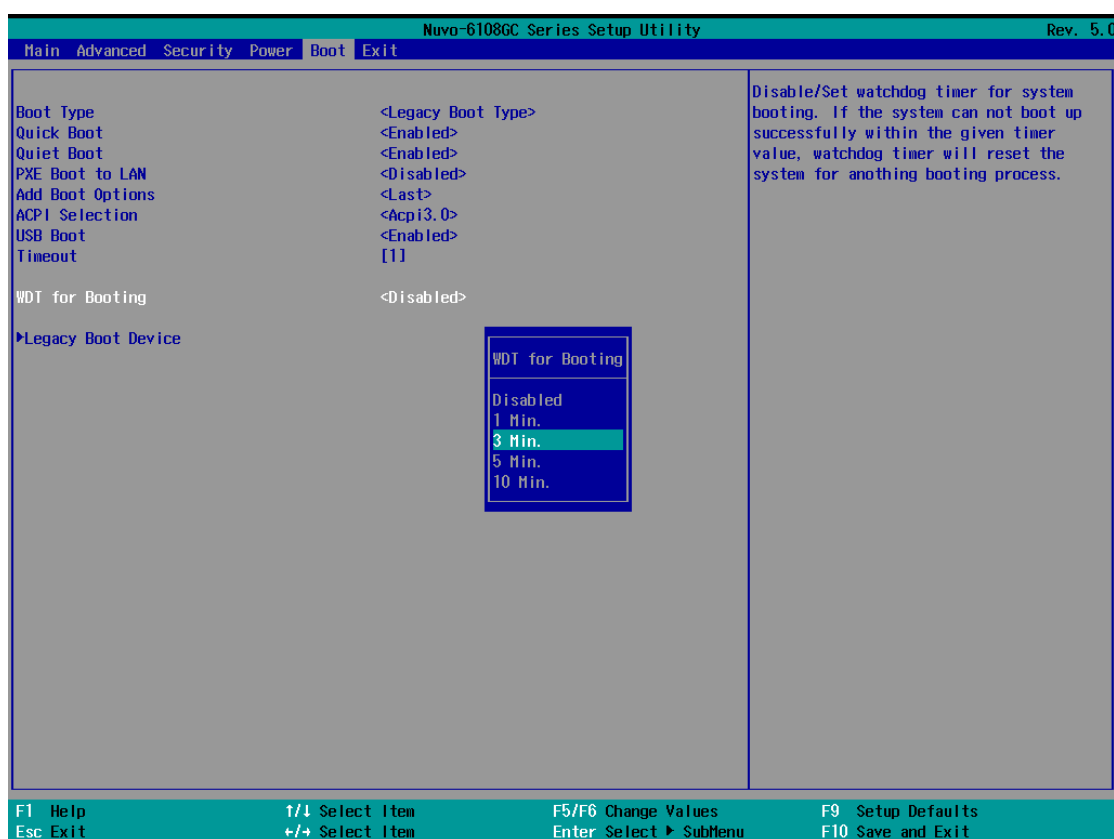 Nuvo-6108GC Series Setup Utility Rev. 5.0
Main Advanced Security Power Boot Exit
Boot Type <Legacy Boot Type>
Quick Boot <Enabled>
Quiet Boot <Enabled>
PXE Boot to LAN <Disabled>
Add Boot Options <Last>
ACPI Selection <Acpi3.0>
USB Boot <Enabled>
Timeout [1]
WDT for Booting <Disabled>
▶Legacy Boot Device
WDT for Booting
Disabled
1 Min.
3 Min.
5 Min.
10 Min.
Disable/Set watchdog timer for system
booting. If the system can not boot up
successfully within the given timer
value, watchdog timer will reset the
system for anothing booting process.
F1 Help ↑/↓ Select Item F5/F6 Change Values F9 Setup Defaults
Esc Exit ←/→ Select Item Enter Select ▶ SubMenu F10 Save and Exit